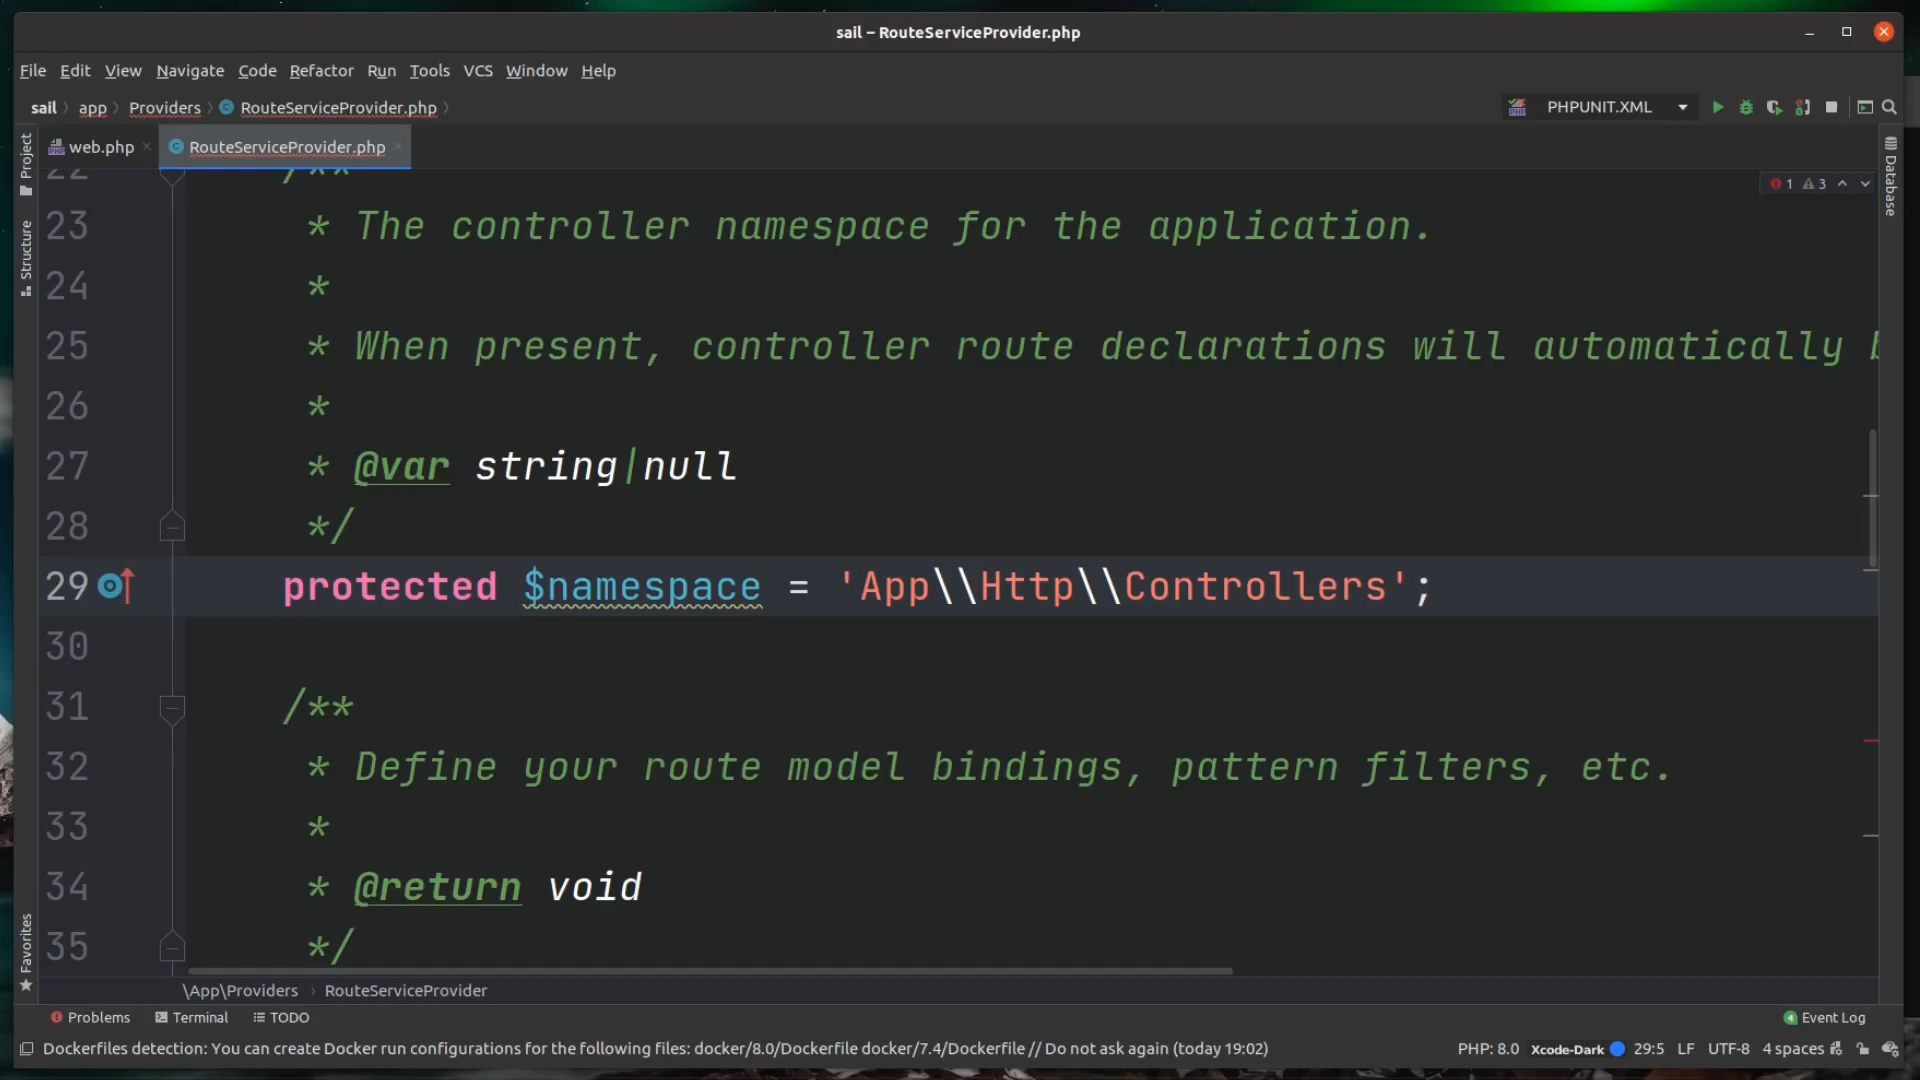 sail – RouteServiceProvider.php
File Edit View Navigate Code Refactor Run Tools VCS Window Help
sail app Providers RouteServiceProvider.php PHPUNIT.XML
web.php RouteServiceProvider.php
Project
Structure
Favorites
Database
1 3
22 /**
23 * The controller namespace for the application.
24 *
25 * When present, controller route declarations will automatically
26 *
27 * @var string|null
28 */
29 protected $namespace = 'App\\Http\\Controllers';
30
31 /**
32 * Define your route model bindings, pattern filters, etc.
33 *
34 * @return void
35 */
\App\Providers RouteServiceProvider
Problems Terminal TODO 4 Event Log
Dockerfiles detection: You can create Docker run configurations for the following files: docker/8.0/Dockerfile docker/7.4/Dockerfile // Do not ask again (today 19:02) PHP: 8.0 Xcode-Dark 29:5 LF UTF-8 4 spaces